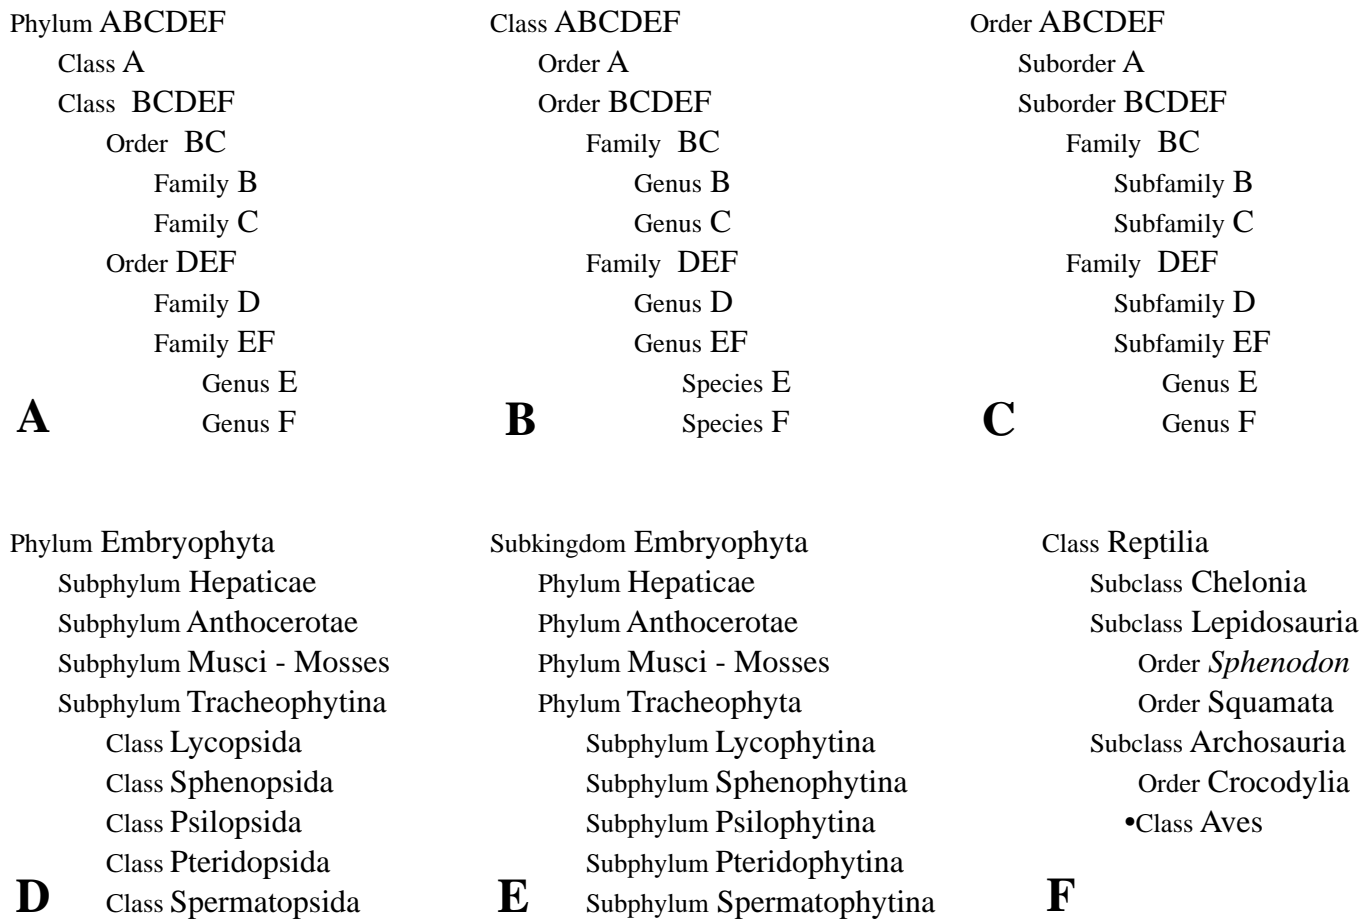 Phylum ABCDEF
Class A
Class BCDEF
Order BC
Family B
Family C
Order DEF
Family D
Family EF
Genus E
Genus F
A
Class ABCDEF
Order A
Order BCDEF
Family BC
Genus B
Genus C
Family DEF
Genus D
Genus EF
Species E
Species F
B
Order ABCDEF
Suborder A
Suborder BCDEF
Family BC
Subfamily B
Subfamily C
Family DEF
Subfamily D
Subfamily EF
Genus E
Genus F
C
Phylum Embryophyta
Subphylum Hepaticae
Subphylum Anthocerotae
Subphylum Musci - Mosses
Subphylum Tracheophytina
Class Lycopsida
Class Sphenopsida
Class Psilopsida
Class Pteridopsida
Class Spermatopsida
D
Subkingdom Embryophyta
Phylum Hepaticae
Phylum Anthocerotae
Phylum Musci - Mosses
Phylum Tracheophyta
Subphylum Lycophytina
Subphylum Sphenophytina
Subphylum Psilophytina
Subphylum Pteridophytina
Subphylum Spermatophytina
E
Class Reptilia
Subclass Chelonia
Subclass Lepidosauria
Order Sphenodon
Order Squamata
Subclass Archosauria
Order Crocodylia
•Class Aves
F